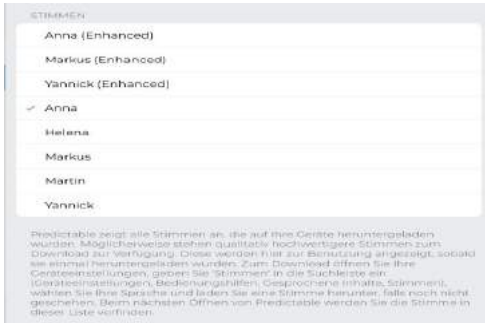 STIMMEN
Anna (Enhanced)
Markus (Enhanced)
Yannick (Enhanced)
Anna
Helena
Markus
Martin
Yannick
Predictable zeigt alle Stimmen an, die auf Ihre Geräte heruntergeladen
wurden. Möglicherweise stehen qualitativ hochwertigere Stimmen zum
Download zur Verfügung. Diese werden hier zur Benutzung angezeigt, sobald
sie einmal heruntergeladen wurden. Zum Download öffnen Sie Ihre
Geräteeinstellungen, geben Sie 'Stimmen' in die Suchleiste ein
(Geräteeinstellungen, Bedienungshilfen, Gesprochene Inhalte, Stimmen),
wählen Sie Ihre Sprache und laden Sie eine Stimme herunter, falls noch nicht
geschehen. Beim nächsten Öffnen von Predictable werden Sie die Stimme in
dieser Liste vorfinden.